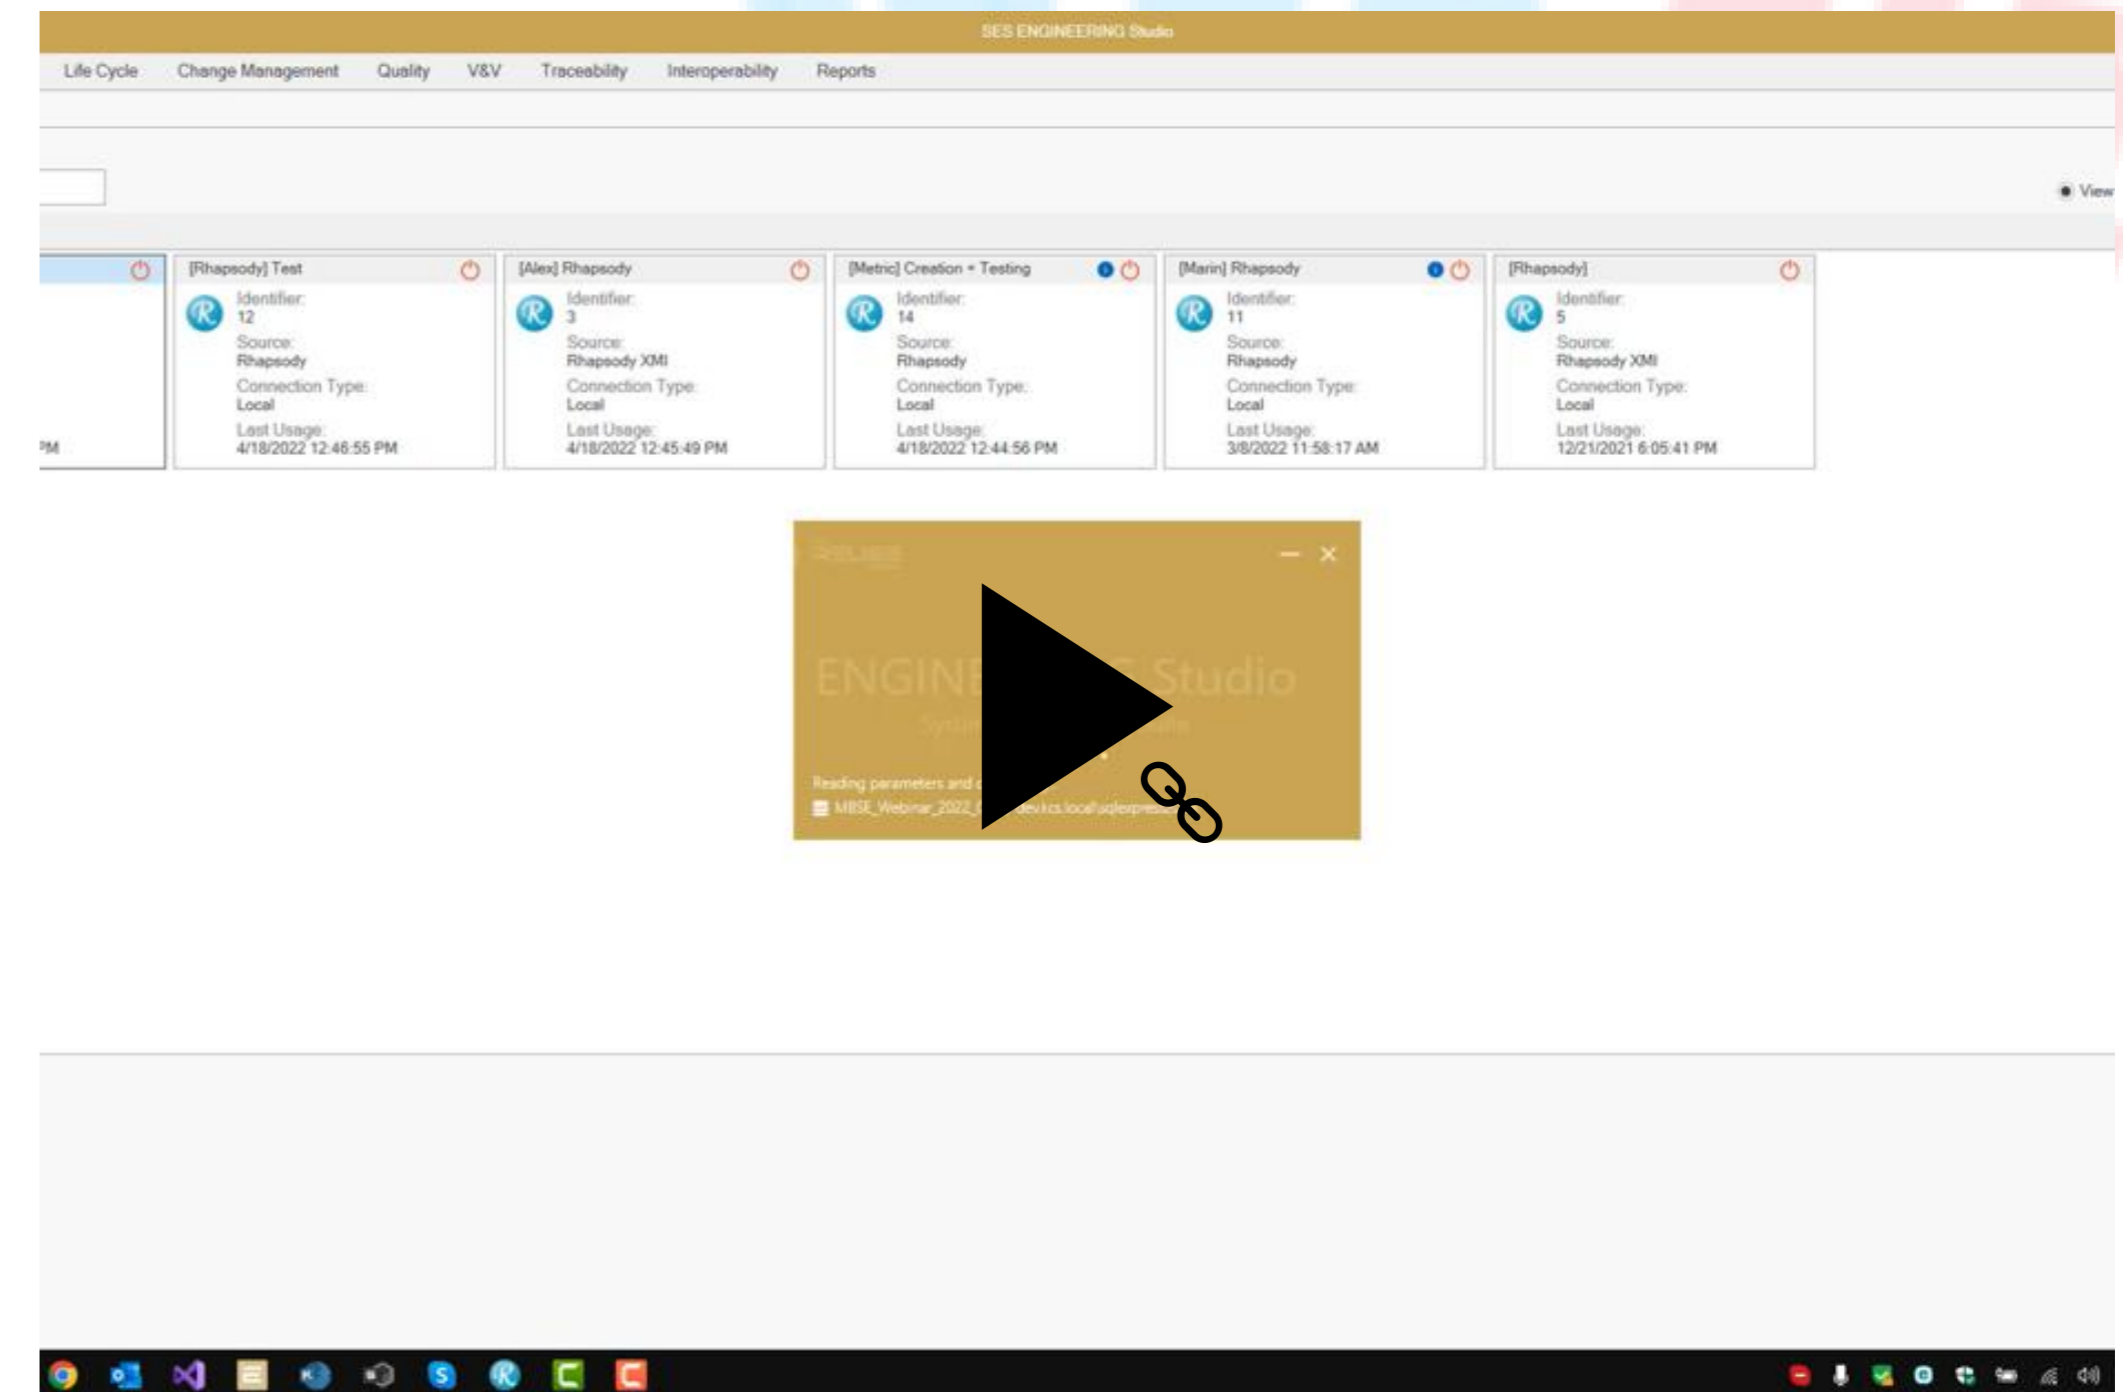 SES ENGINEERING Studio
Life Cycle Change Management Quality V&V Traceability Interoperability Reports
View
[Rhapsody] Test
Identifier:
12
Source:
Rhapsody
Connection Type:
Local
Last Usage:
4/18/2022 12:46:55 PM
[Alex] Rhapsody
Identifier:
3
Source:
Rhapsody XMI
Connection Type:
Local
Last Usage:
4/18/2022 12:45:49 PM
[Metric] Creation + Testing
Identifier:
14
Source:
Rhapsody
Connection Type:
Local
Last Usage:
4/18/2022 12:44:56 PM
[Marin] Rhapsody
Identifier:
11
Source:
Rhapsody
Connection Type:
Local
Last Usage:
3/8/2022 11:58:17 AM
[Rhapsody]
Identifier:
5
Source:
Rhapsody XMI
Connection Type:
Local
Last Usage:
12/21/2021 6:05:41 PM
PM
Studio
Reading parameters and
MBSE_Webinar_2022